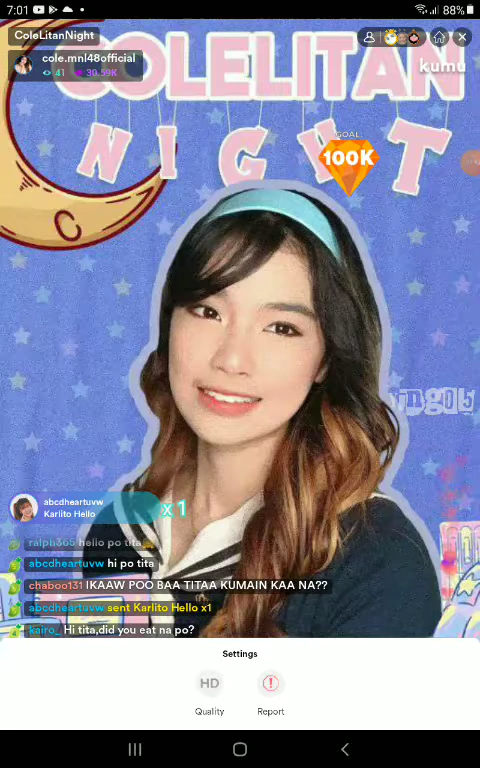 7:01
88%
ColeLitanNight
cole.mnl48official
41 30.59K
kumu
COLELITAN
NIGHT
GOAL:
100K
abcdheartuvw
Karlito Hello
x 1
ralph365 hello po tita
abcdheartuvw hi po tita
chaboo131 IKAAW POO BAA TITAA KUMAIN KAA NA??
abcdheartuvw sent Karlito Hello x1
kairo_ Hi tita,did you eat na po?
Settings
HD
Quality
Report